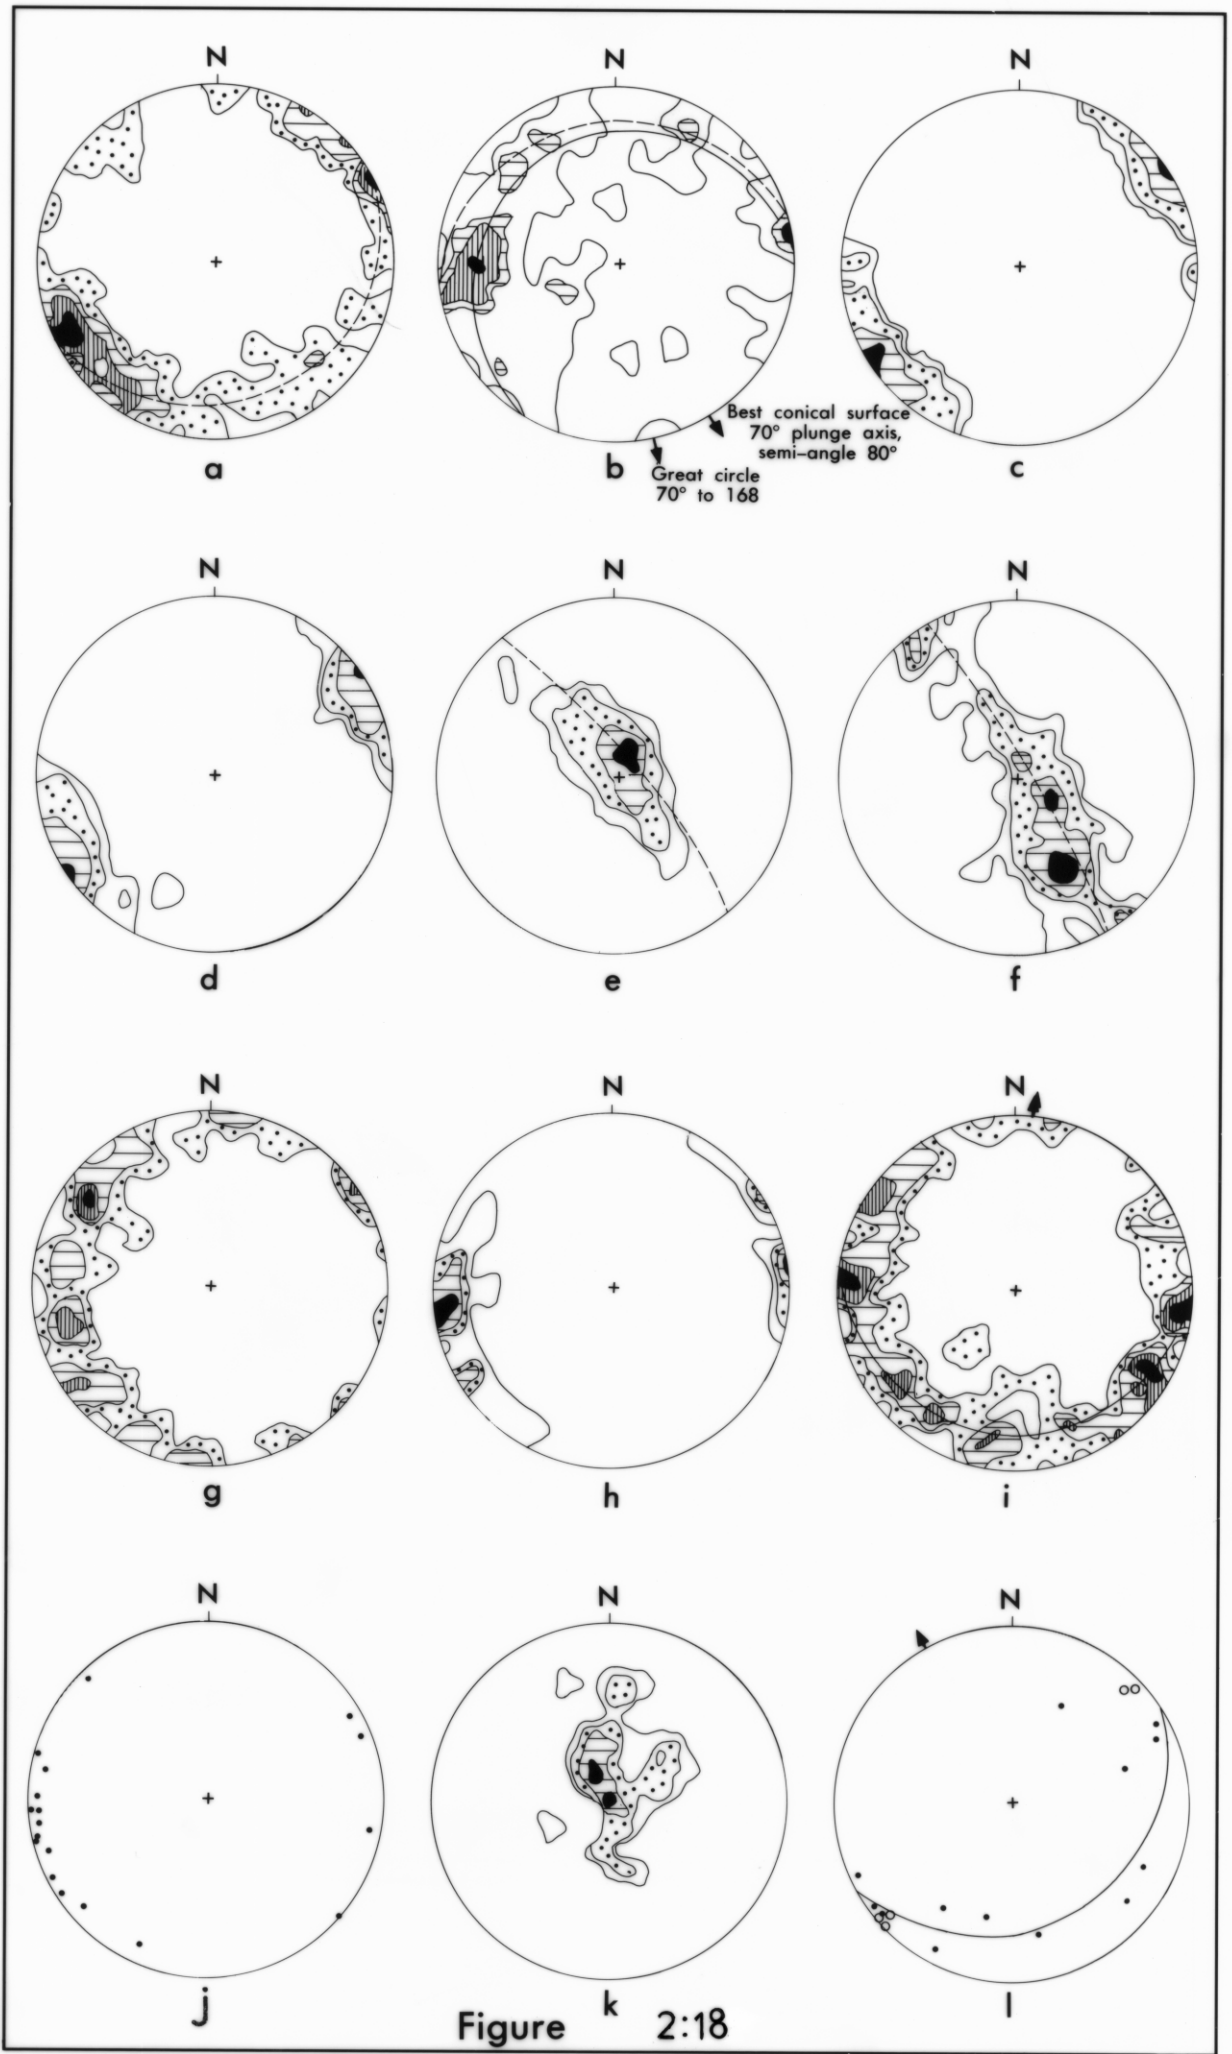 N
N
N
a
b
c
Best conical surface
70° plunge axis,
semi–angle 80°
Great circle
70° to 168
N
N
N
d
e
f
N
N
N
g
h
i
N
N
N
j
k
l
Figure 2:18